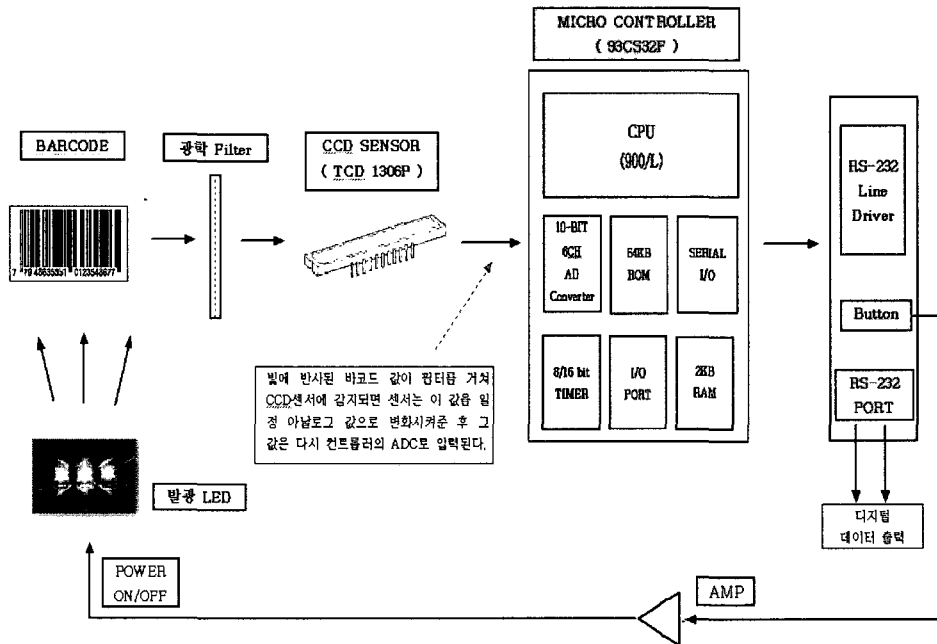 MICRO CONTROLLER
( 93CS32F )
BARCODE
광학 Filter
CCD SENSOR
( TCD 1306P )
CPU
(900/L)
10-BIT
6CH
AD
Converter
64KB
ROM
SERIAL
I/O
8/16 bit
TIMER
I/O
PORT
2KB
RAM
RS-232
Line
Driver
Button
RS-232
PORT
빛에 반사된 바코드 값이 필터를 거쳐
CCD센서에 감지되면 센서는 이 값을 일
정 아날로그 값으로 변화시켜준 후 그
값은 다시 컨트롤러의 ADC로 입력된다.
발광 LED
디지털
데이터 출력
POWER
ON/OFF
AMP